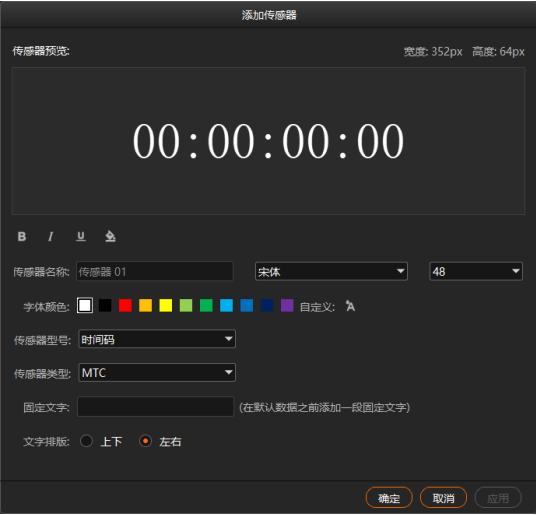 添加传感器
传感器预览: 宽度: 352px 高度: 64px
00:00:00:00
B I U
传感器名称: 传感器 01 宋体 48
字体颜色: 自定义: A
传感器型号: 时间码
传感器类型: MTC
固定文字: (在默认数据之前添加一段固定文字)
文字排版: 上下 左右
确定 取消 应用